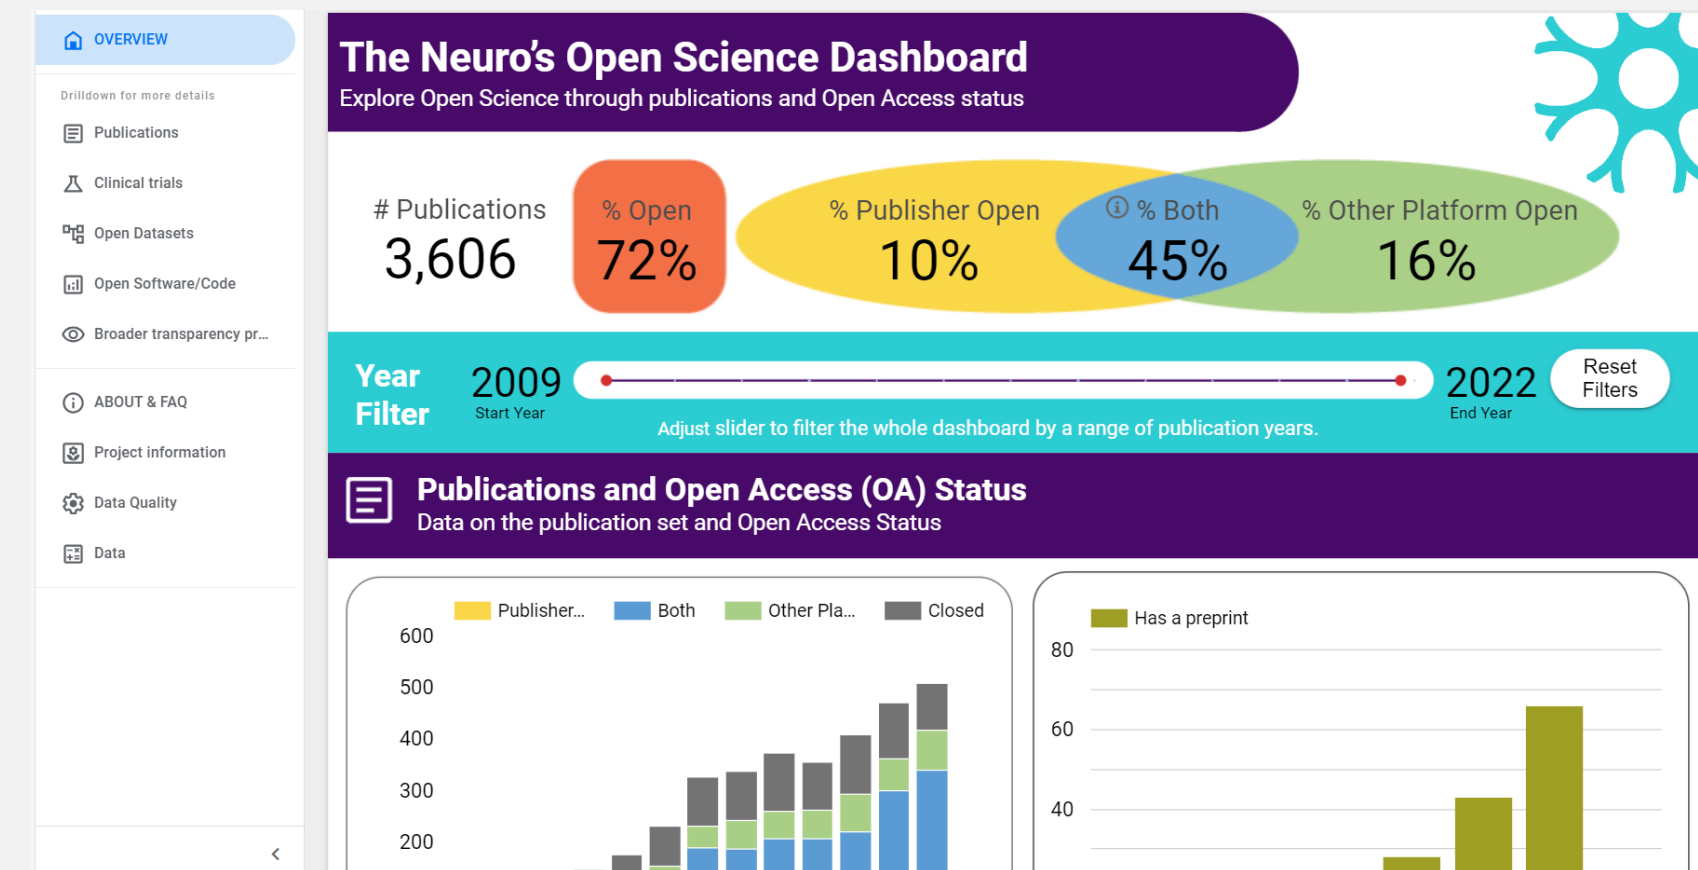 OVERVIEW
Drilldown for more details
Publications
Clinical trials
Open Datasets
Open Software/Code
Broader transparency pr...
ABOUT & FAQ
Project information
Data Quality
Data
The Neuro’s Open Science Dashboard
Explore Open Science through publications and Open Access status
# Publications
3,606
% Open
72%
% Publisher Open
10%
% Both
45%
% Other Platform Open
16%
Year
Filter
2009
Start Year
2022
End Year
Reset
Filters
Adjust slider to filter the whole dashboard by a range of publication years.
Publications and Open Access (OA) Status
Data on the publication set and Open Access Status
Publisher... Both Other Pla... Closed
600
500
400
300
200
Has a preprint
80
60
40